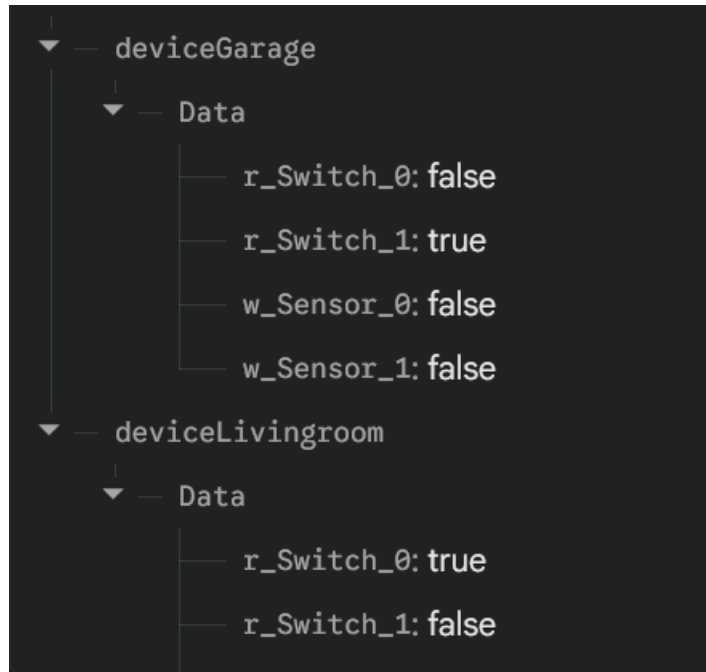 deviceGarage
Data
r_Switch_0: false
r_Switch_1: true
w_Sensor_0: false
w_Sensor_1: false
deviceLivingroom
Data
r_Switch_0: true
r_Switch_1: false